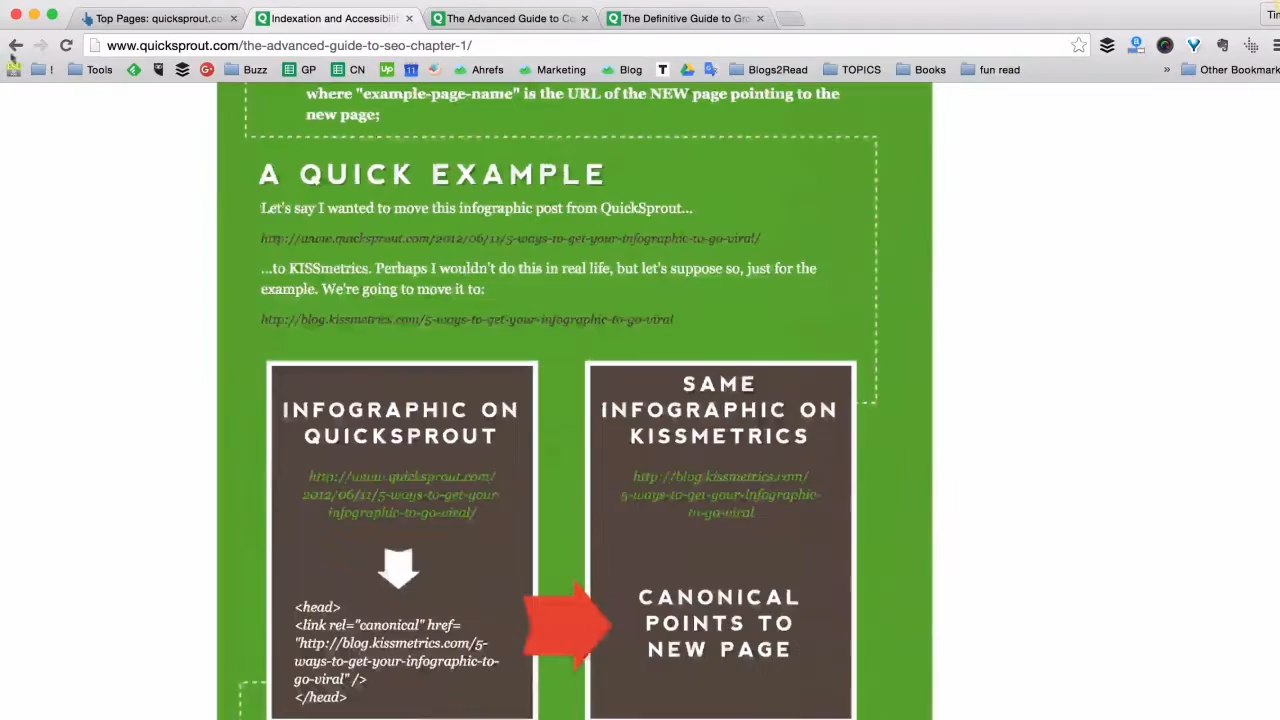 Top Pages: quicksprout.co
Indexation and Accessibili
The Advanced Guide to Co
The Definitive Guide to Gro
www.quicksprout.com/the-advanced-guide-to-seo-chapter-1/
! Tools Buzz GP CN Up 11 Ahrefs Marketing Blog T Blogs2Read TOPICS Books fun read » Other Bookmark
where "example-page-name" is the URL of the NEW page pointing to the
new page;
A QUICK EXAMPLE
Let's say I wanted to move this infographic post from QuickSprout...
http://www.quicksprout.com/2012/06/11/5-ways-to-get-your-infographic-to-go-viral/
...to KISSmetrics. Perhaps I wouldn't do this in real life, but let's suppose so, just for the
example. We're going to move it to:
http://blog.kissmetrics.com/5-ways-to-get-your-infographic-to-go-viral
INFOGRAPHIC ON
QUICKSPROUT
http://www.quicksprout.com/
2012/06/11/5-ways-to-get-your-
infographic-to-go-viral/
<head>
<link rel="canonical" href=
"http://blog.kissmetrics.com/5-
ways-to-get-your-infographic-to-
go-viral" />
</head>
SAME
INFOGRAPHIC ON
KISSMETRICS
http://blog.kissmetrics.com/
5-ways-to-get-your-infographic-
to-go-viral
CANONICAL
POINTS TO
NEW PAGE